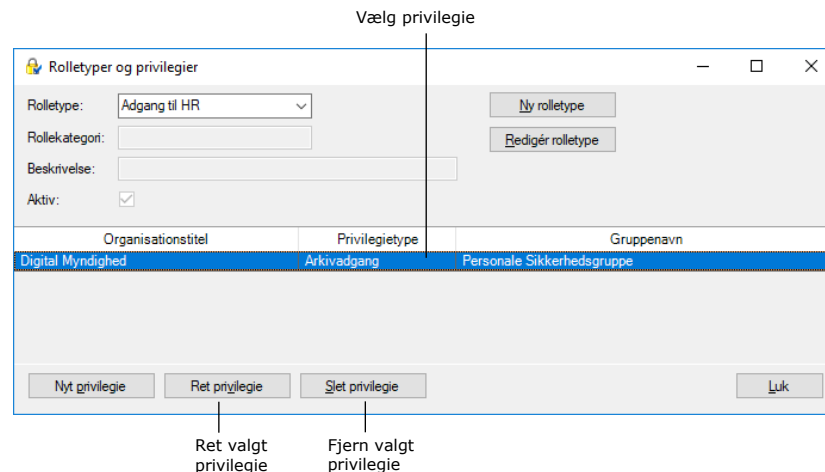 Vælg privilegie
Rolletyper og privilegier
Rolletype: Adgang til HR Ny rolletype
Rollekategori: Redigér rolletype
Beskrivelse:
Aktiv:
Organisationstitel Privilegietype Gruppenavn
Digital Myndighed Arkivadgang Personale Sikkerhedsgruppe
Nyt privilegie Ret privilegie Slet privilegie Luk
Ret valgt privilegie
Fjern valgt privilegie